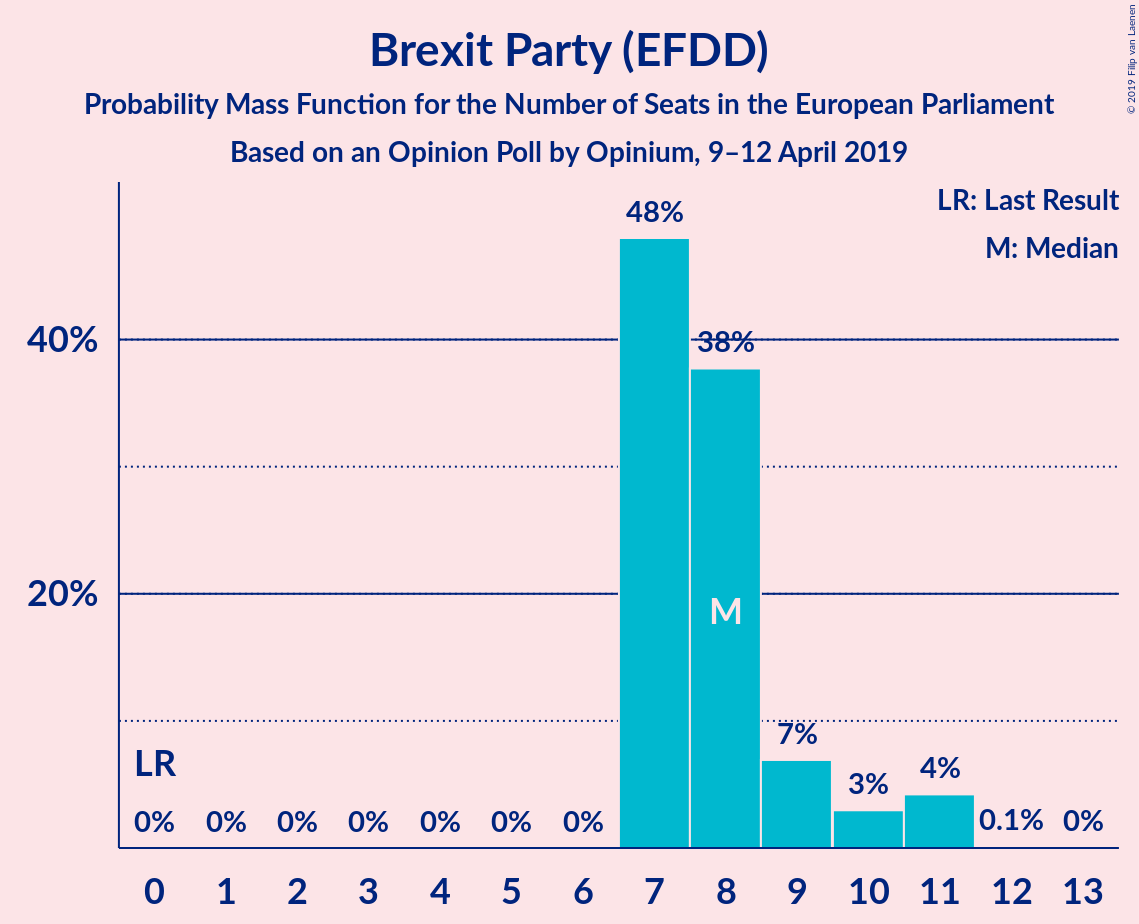 Brexit Party (EFDD)
Probability Mass Function for the Number of Seats in the European Parliament
Based on an Opinion Poll by Opinium, 9–12 April 2019
© 2019 Filip van Laenen
LR: Last Result
M: Median
48%
40%
38%
20%
M
7%
LR
4%
3%
0% 0% 0% 0% 0% 0% 0% 0.1% 0%
0 1 2 3 4 5 6 7 8 9 10 11 12 13